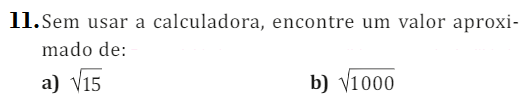 11. Sem usar a calculadora, encontre um valor aproxi-
mado de:
a) √15 b) √1000